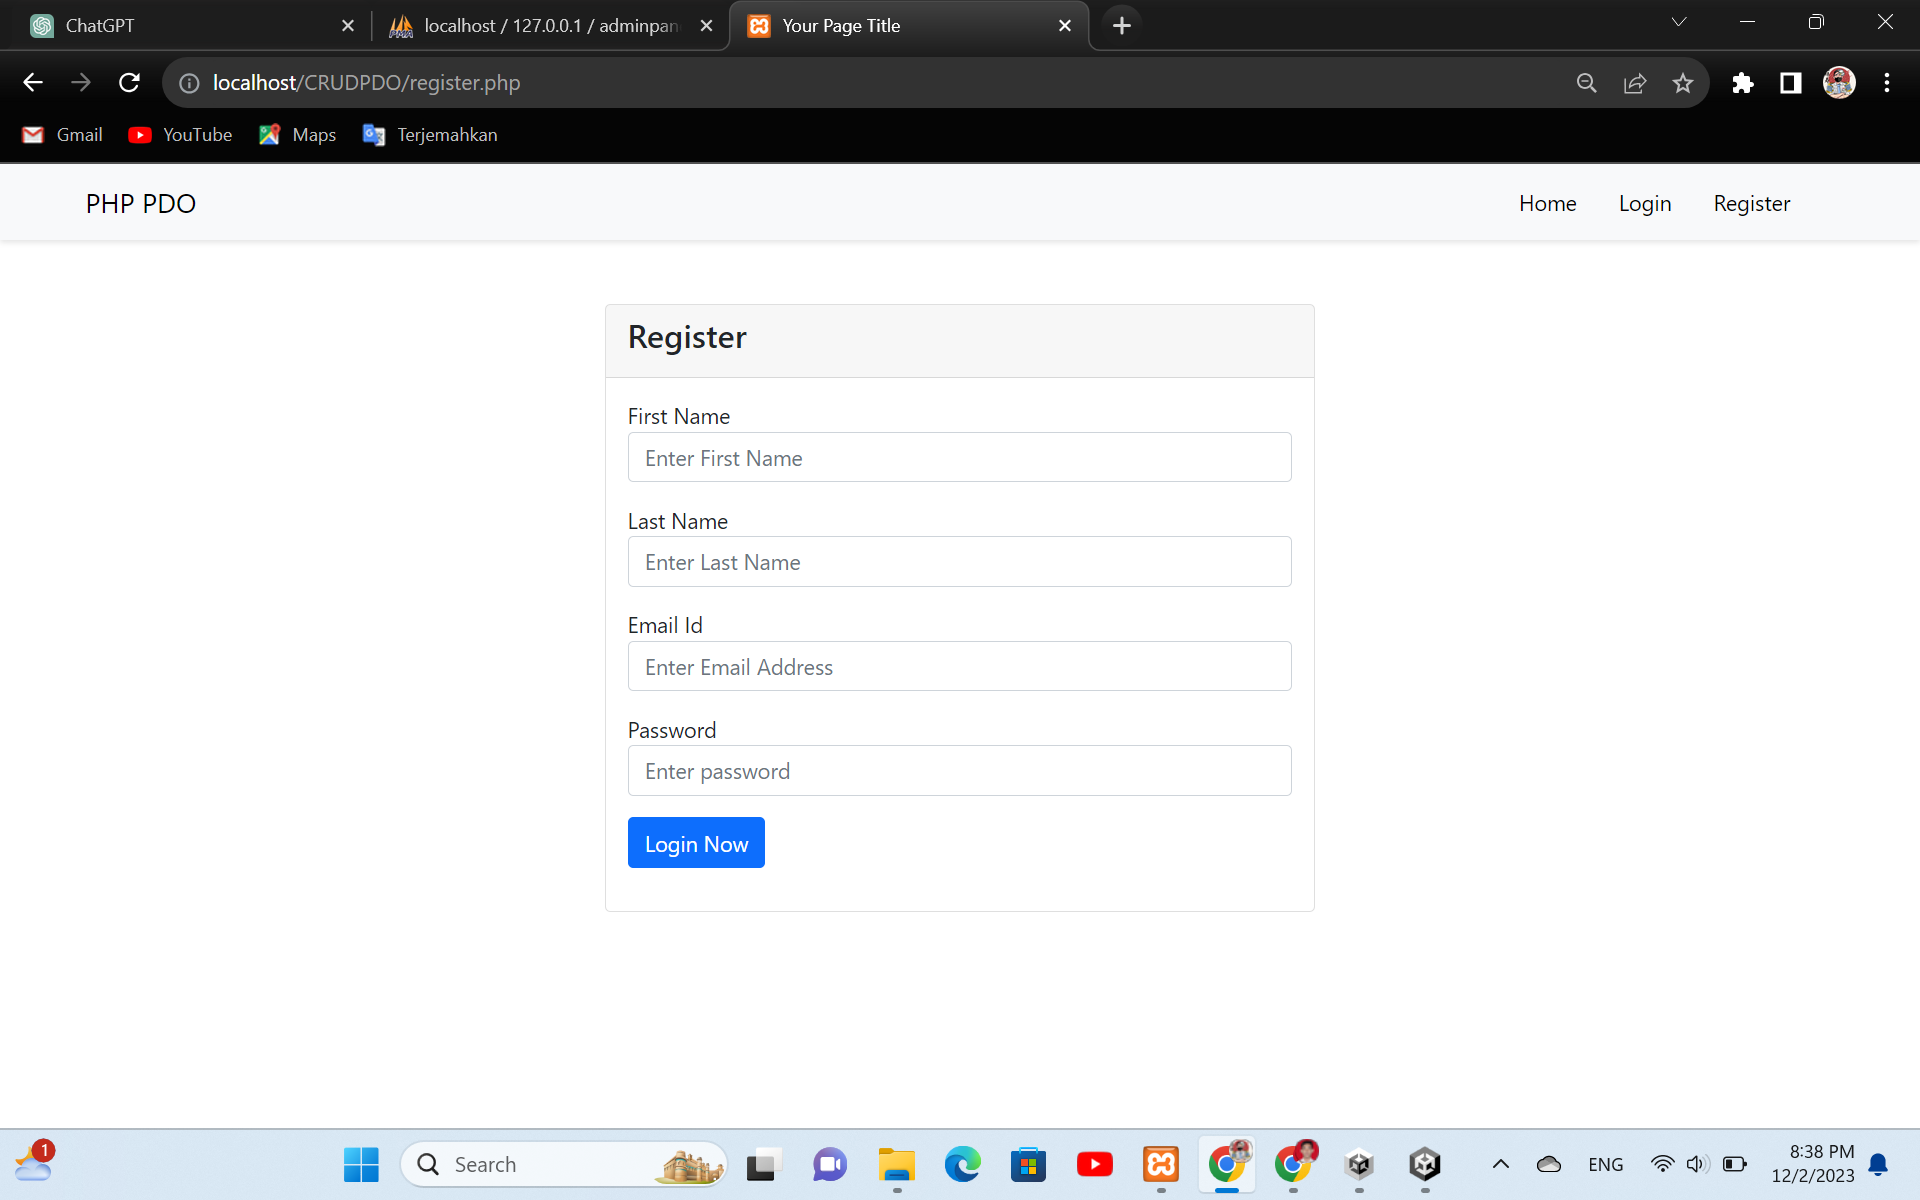 ChatGPT
localhost / 127.0.0.1 / adminpan
Your Page Title
localhost/CRUDPDO/register.php
Gmail
YouTube
Maps
Terjemahkan
PHP PDO
Home
Login
Register
Register
First Name
Enter First Name
Last Name
Enter Last Name
Email Id
Enter Email Address
Password
Enter password
Login Now
1
Search
ENG
8:38 PM
12/2/2023